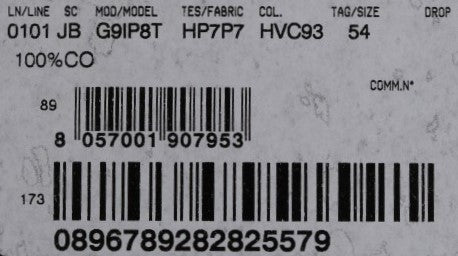 LN/LINE SC MOD/MODEL TES/FABRIC COL. TAG/SIZE DROP
0101 JB G9IP8T HP7P7 HVC93 54
100%CO
COMM.N°
89
8 057001 907953
173
0896789282825579